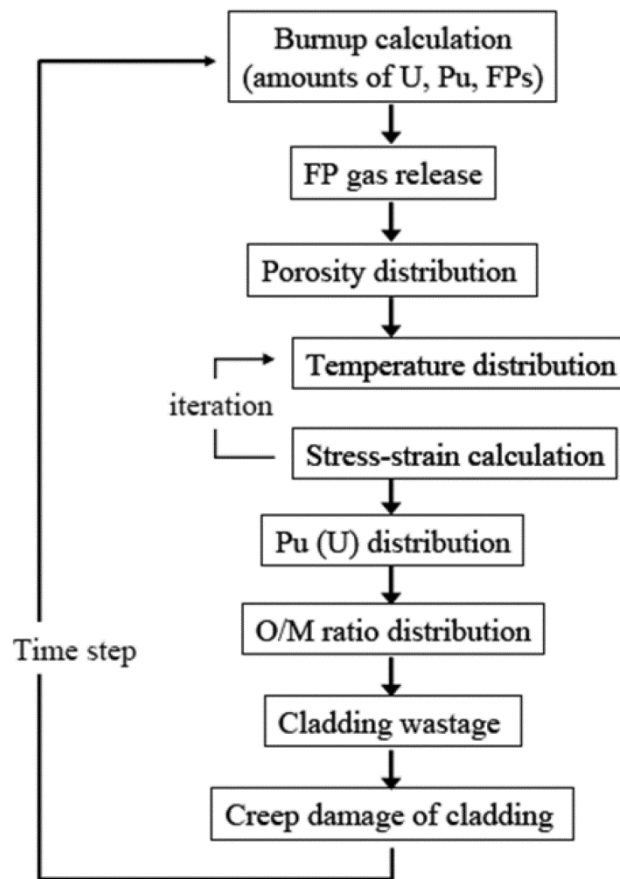 Burnup calculation
(amounts of U, Pu, FPs)
FP gas release
Porosity distribution
Temperature distribution
iteration
Stress-strain calculation
Pu (U) distribution
O/M ratio distribution
Time step
Cladding wastage
Creep damage of cladding